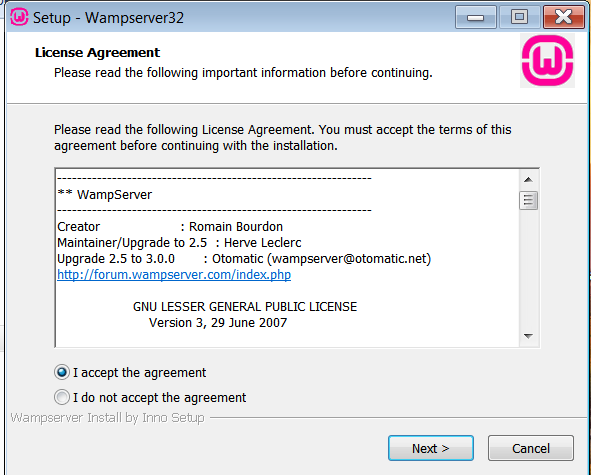 Setup - Wampserver32
License Agreement
Please read the following important information before continuing.
Please read the following License Agreement. You must accept the terms of this
agreement before continuing with the installation.
----------------------------------------------------------------
** WampServer
----------------------------------------------------------------
Creator : Romain Bourdon
Maintainer/Upgrade to 2.5 : Herve Leclerc
Upgrade 2.5 to 3.0.0 : Otomatic (wampserver@otomatic.net)
http://forum.wampserver.com/index.php
GNU LESSER GENERAL PUBLIC LICENSE
Version 3, 29 June 2007
I accept the agreement
I do not accept the agreement
Wampserver Install by Inno Setup
Next >
Cancel